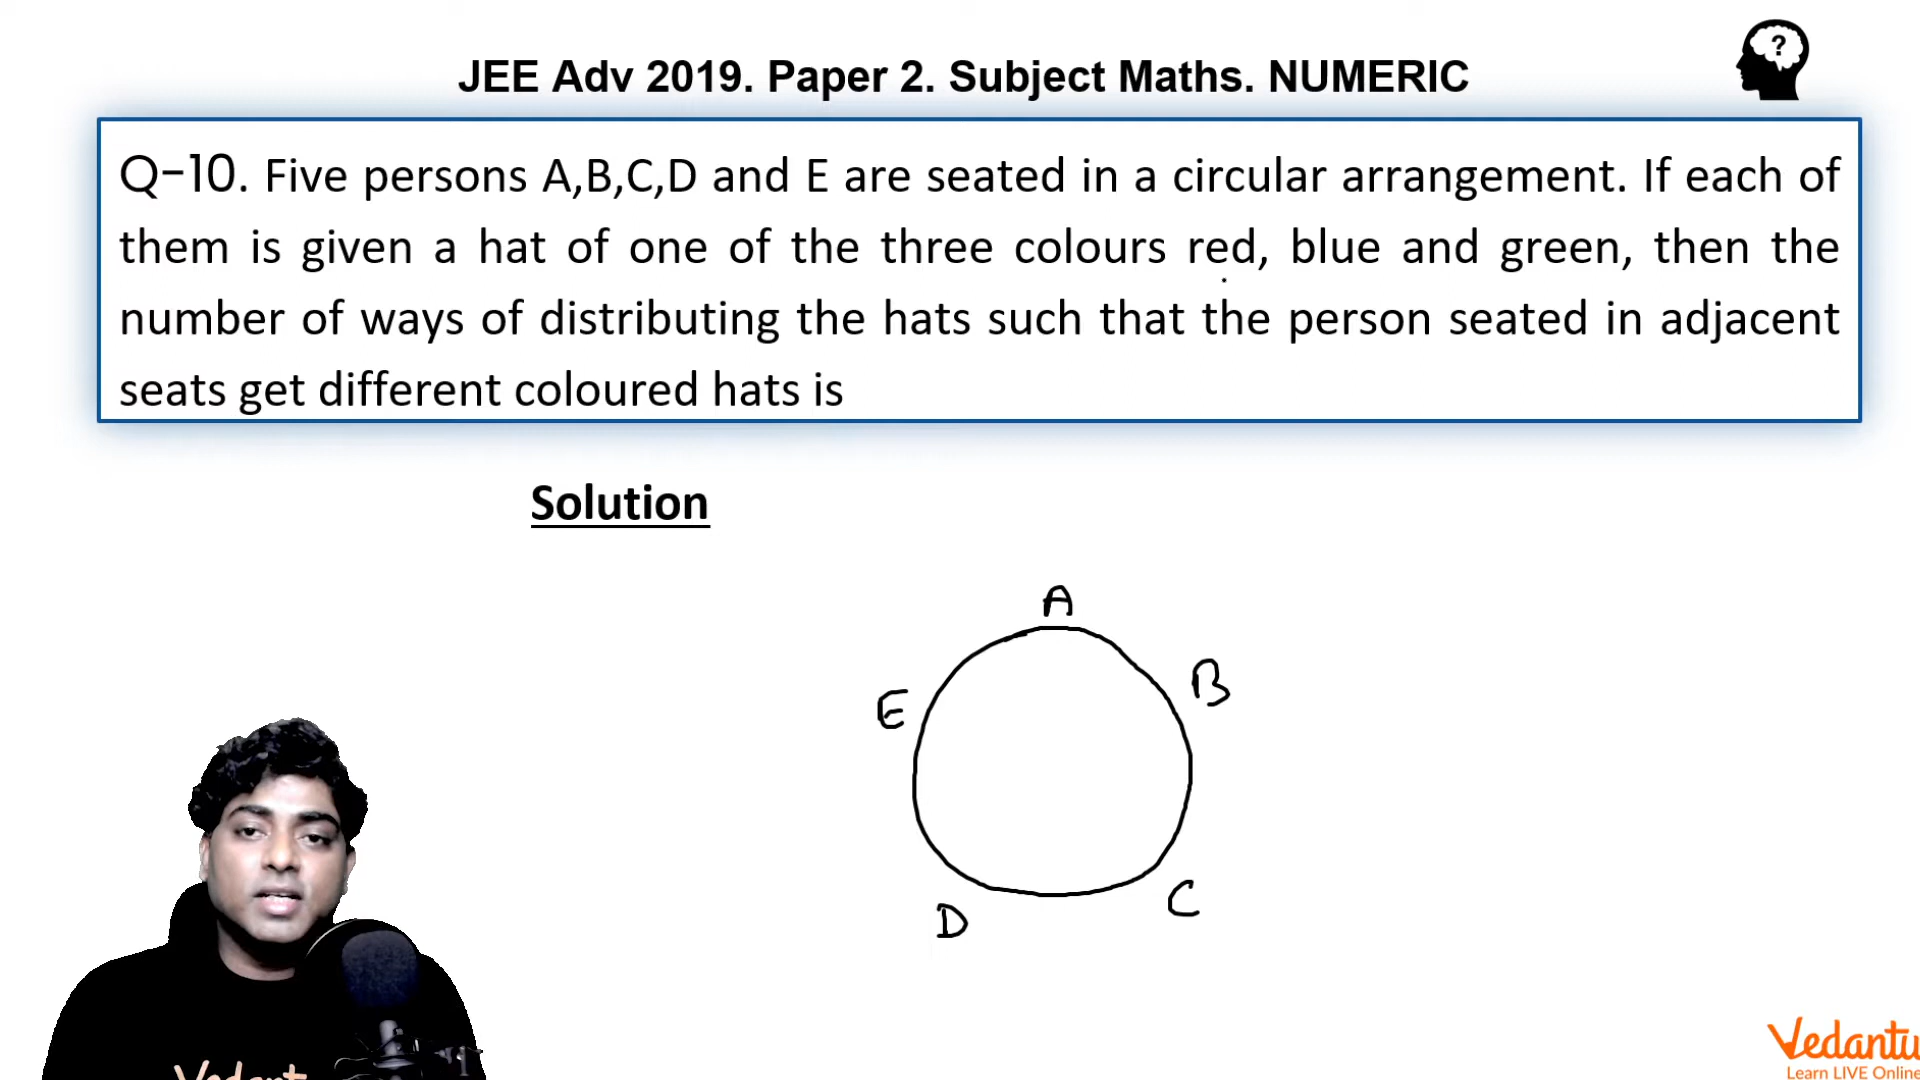 JEE Adv 2019. Paper 2. Subject Maths. NUMERIC
?
Q-10. Five persons A,B,C,D and E are seated in a circular arrangement. If each of
them is given a hat of one of the three colours red, blue and green, then the
number of ways of distributing the hats such that the person seated in adjacent
seats get different coloured hats is
Solution
A
B
E
C
D
Vedantu
Learn LIVE Online
Vedant